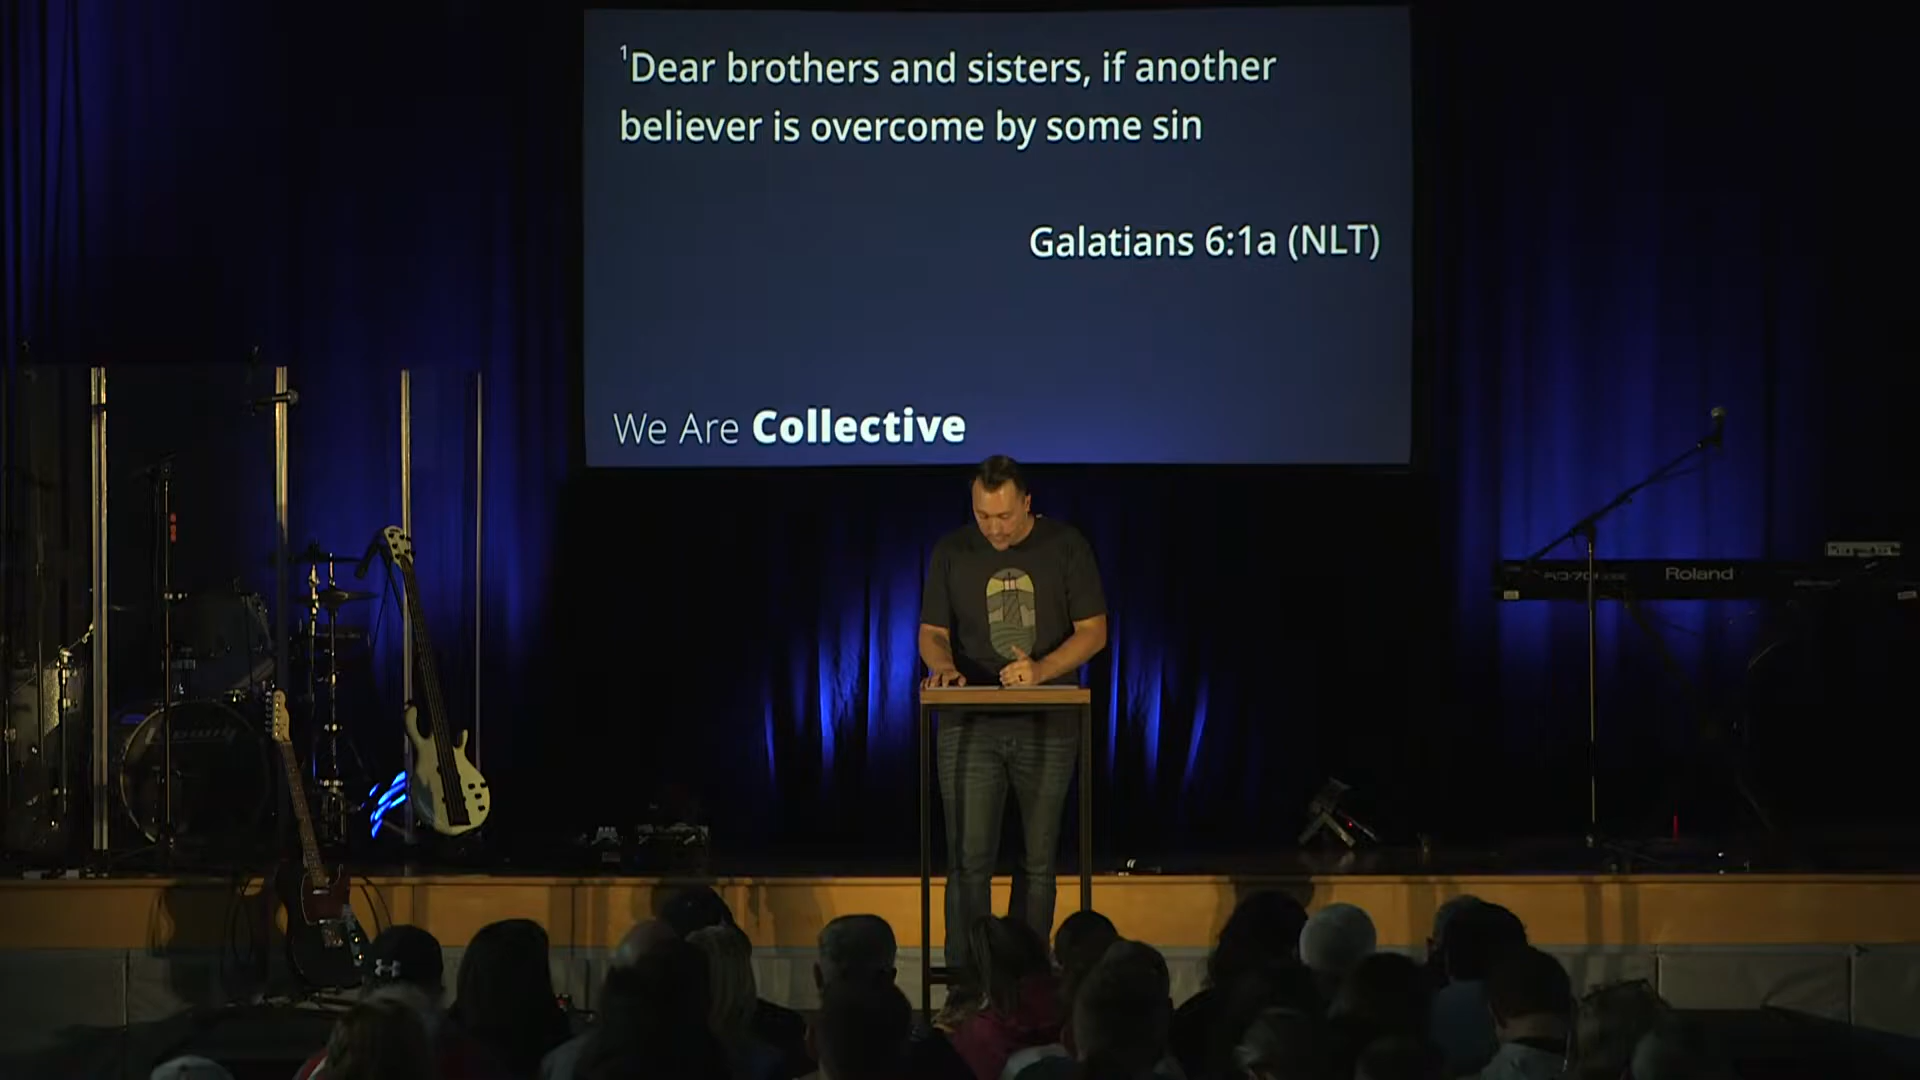 ¹Dear brothers and sisters, if another
believer is overcome by some sin
Galatians 6:1a (NLT)
We Are Collective
Roland